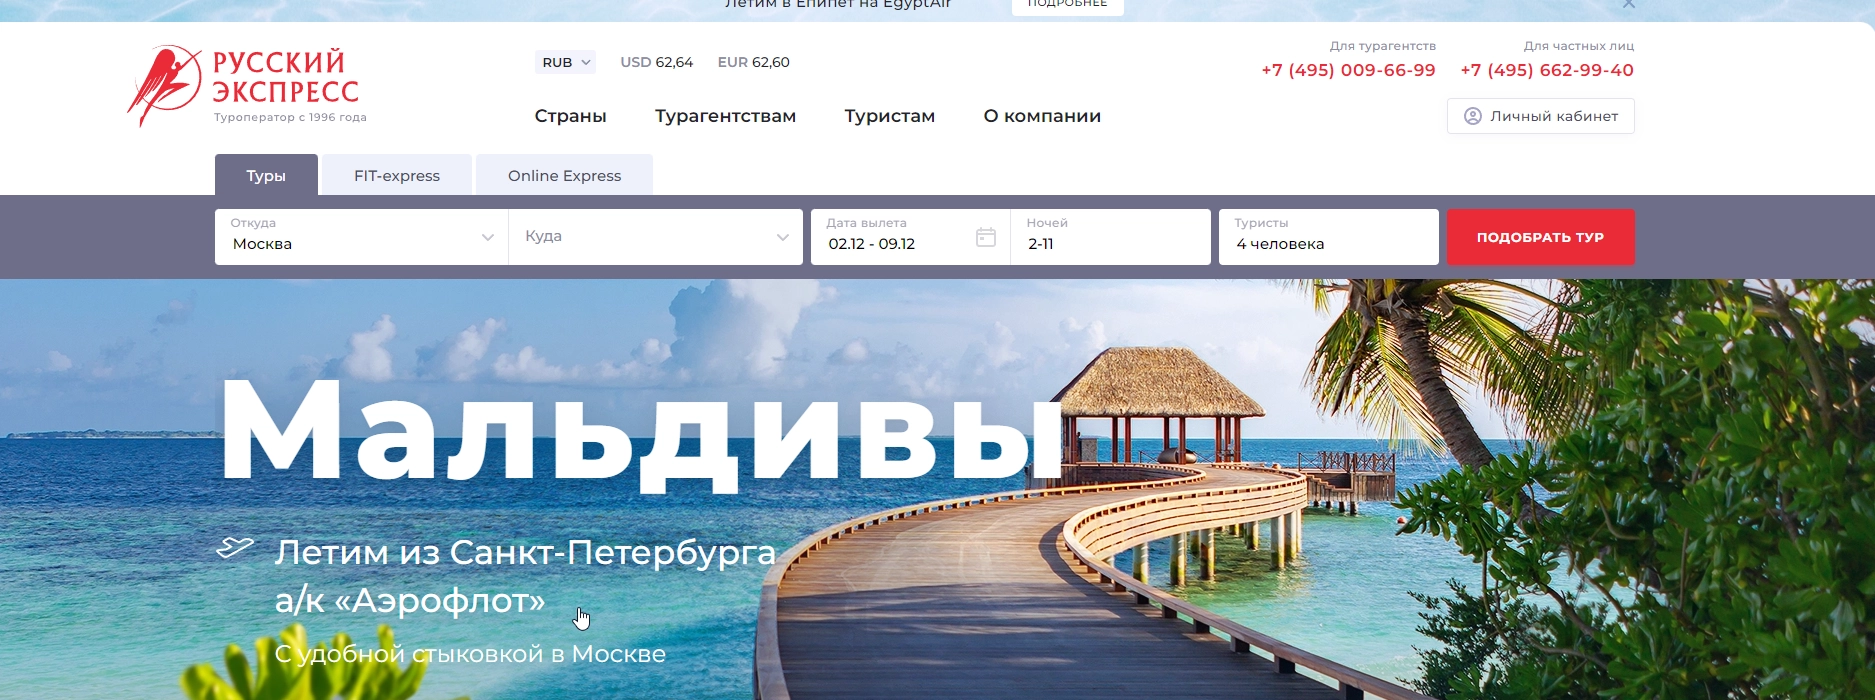 Летим в Египет на EgyptAir
ПОДРОБНЕЕ
РУССКИЙ
ЭКСПРЕСС
Туроператор с 1996 года
RUB USD 62,64 EUR 62,60
Для турагентств
+7 (495) 009-66-99
Для частных лиц
+7 (495) 662-99-40
Страны Турагентствам Туристам О компании
Личный кабинет
Туры FIT-express Online Express
Откуда
Москва
Куда
Дата вылета
02.12 - 09.12
Ночей
2-11
Туристы
4 человека
ПОДОБРАТЬ ТУР
Мальдивы
Летим из Санкт-Петербурга
а/к «Аэрофлот»
С удобной стыковкой в Москве